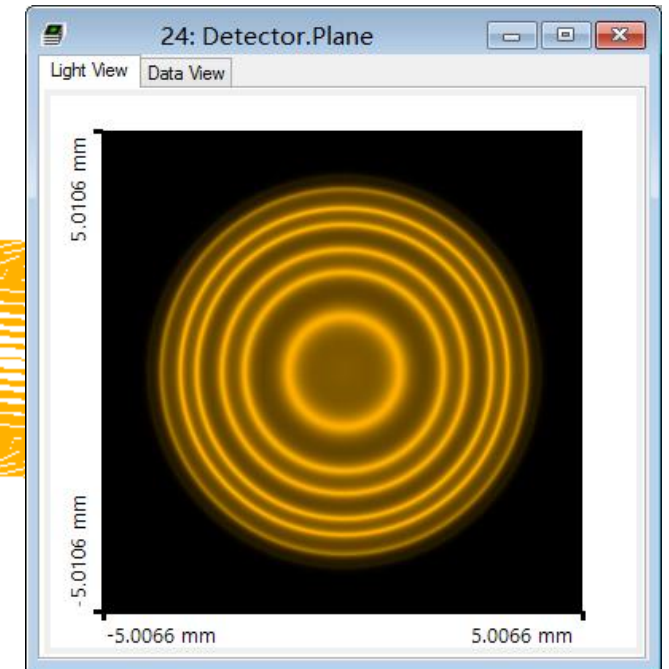 24: Detector.Plane
Light View
Data View
5.0106 mm
-5.0106 mm
-5.0066 mm
5.0066 mm